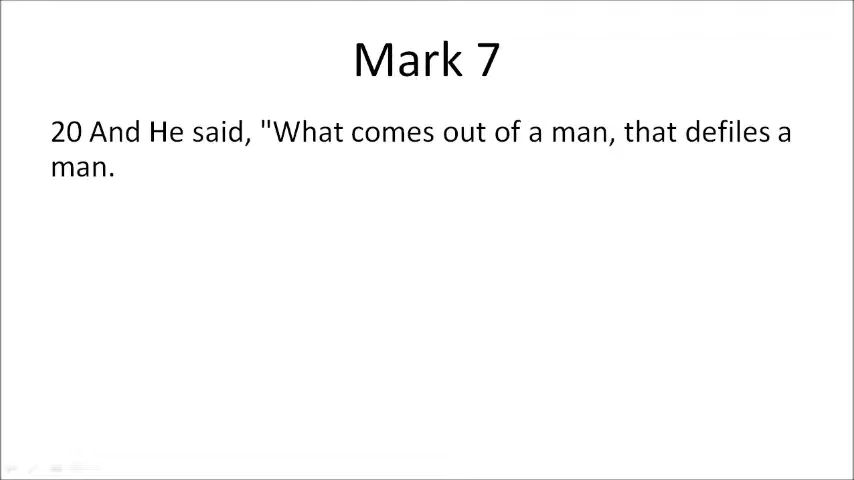 Mark 7
20 And He said, "What comes out of a man, that defiles a
man.